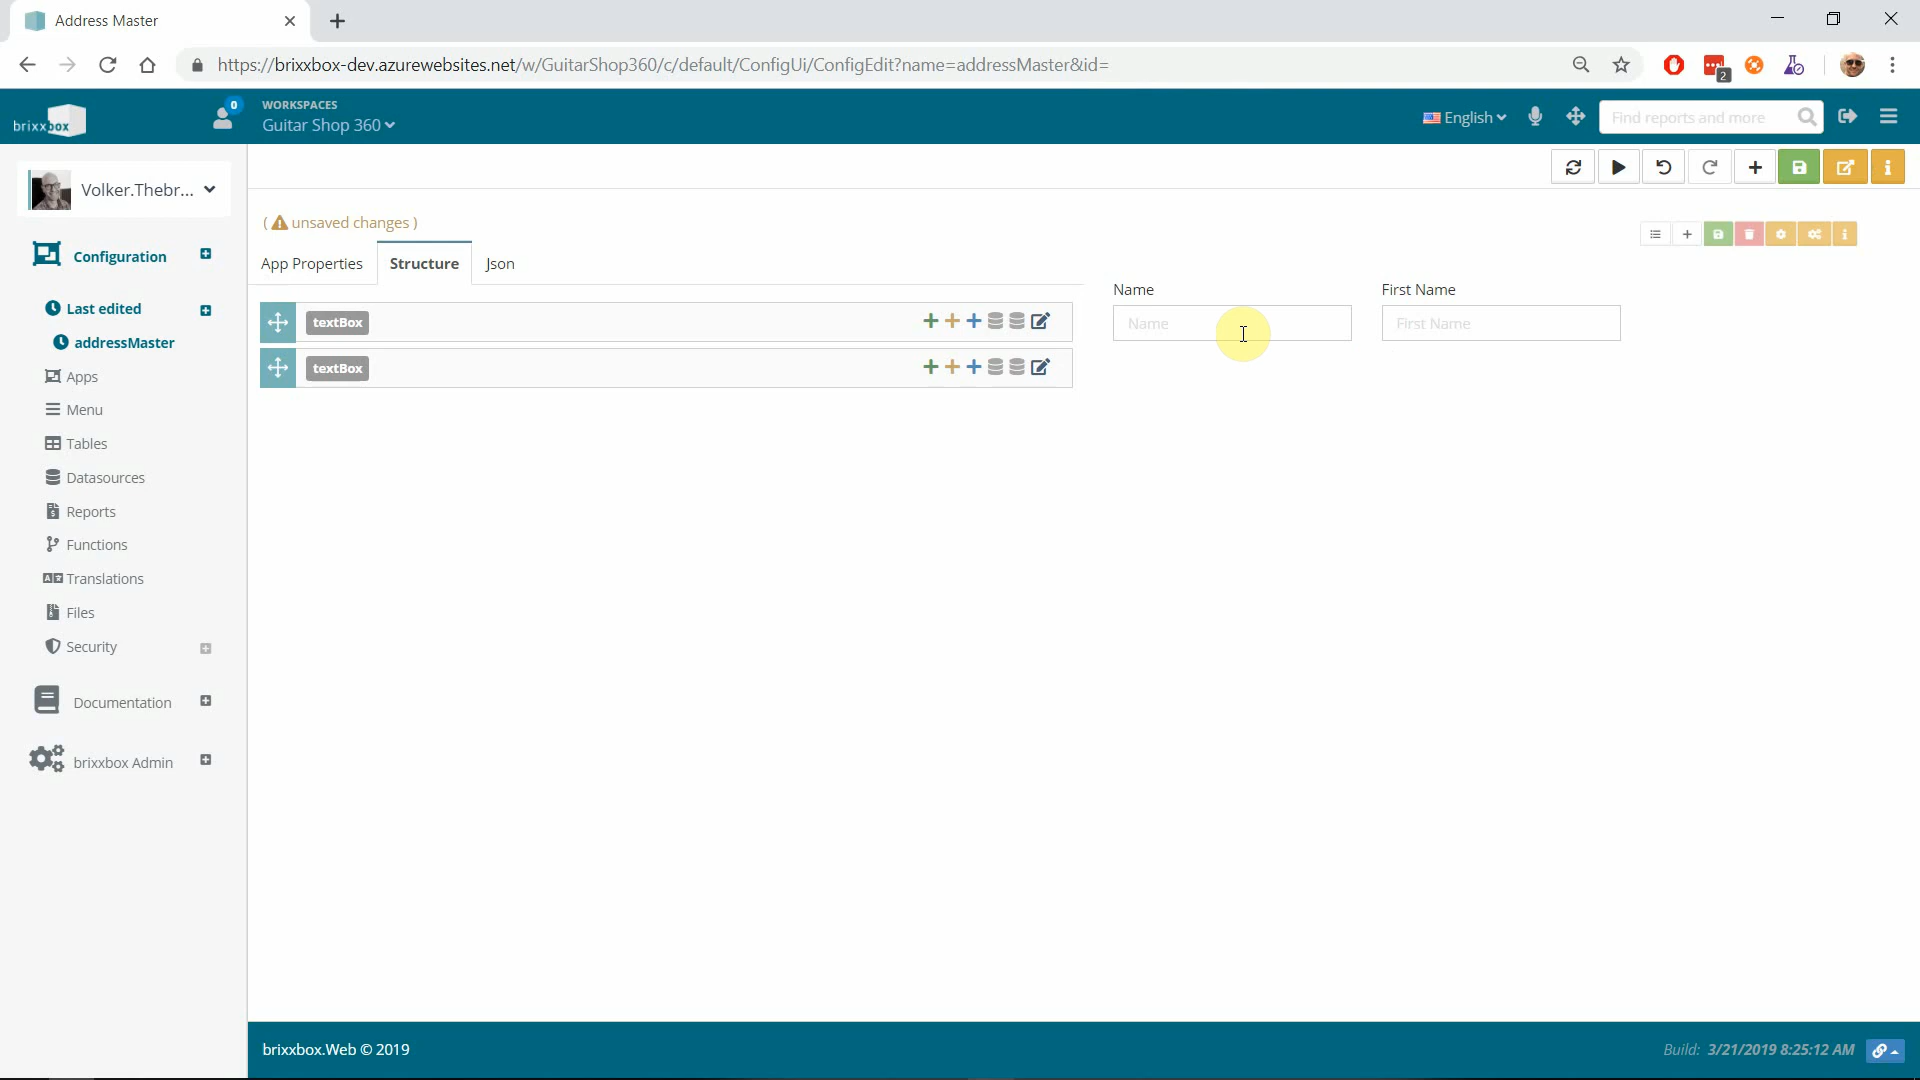 Address Master
https://brixxbox-dev.azurewebsites.net/w/GuitarShop360/c/default/ConfigUi/ConfigEdit?name=addressMaster&id=
2
brixxbox
0
WORKSPACES
Guitar Shop 360
English
Find reports and more
Volker.Thebr...
( unsaved changes )
App Properties
Structure
Json
Configuration
Last edited
addressMaster
Apps
Menu
Tables
Datasources
Reports
Functions
Translations
Files
Security
Documentation
brixxbox Admin
textBox
textBox
Name
First Name
Name
First Name
brixxbox.Web © 2019
Build: 3/21/2019 8:25:12 AM